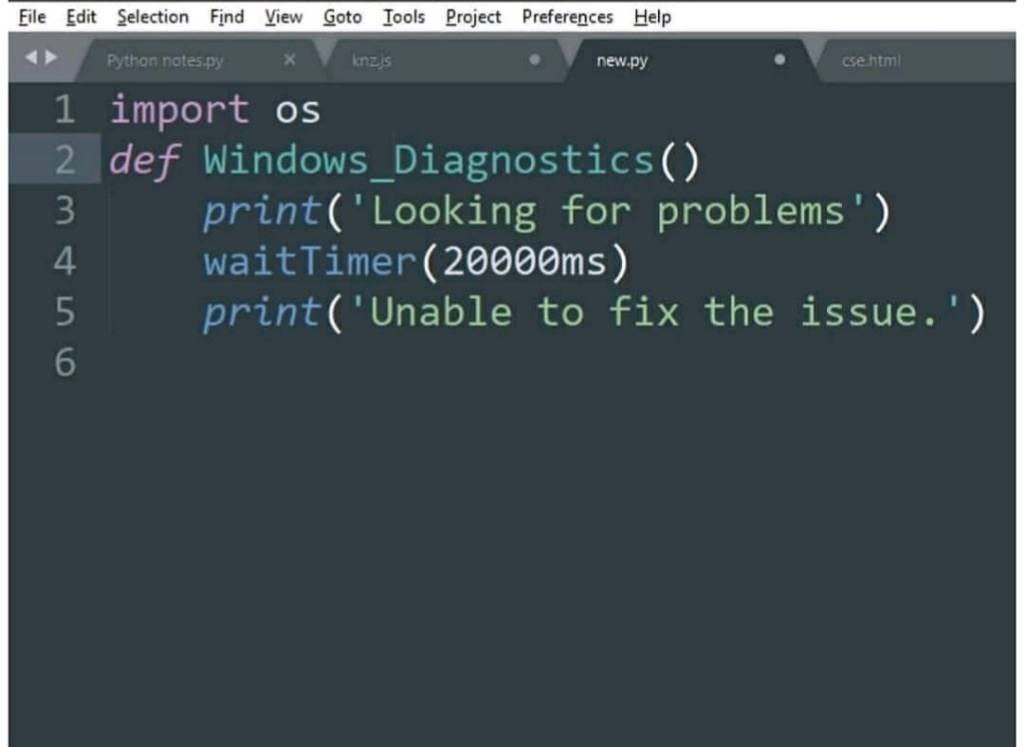 File Edit Selection Find View Goto Tools Project Preferences Help
Python notes.py × knz.js new.py cse.html
1 import os
2 def Windows_Diagnostics()
3 print('Looking for problems')
4 waitTimer(20000ms)
5 print('Unable to fix the issue.')
6